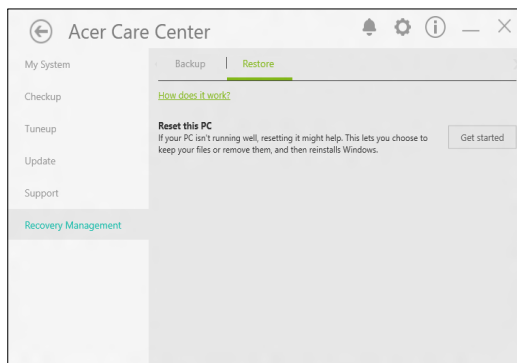 Acer Care Center
My System
Checkup
Tuneup
Update
Support
Recovery Management
Backup
Restore
How does it work?
Reset this PC
If your PC isn't running well, resetting it might help. This lets you choose to
keep your files or remove them, and then reinstalls Windows.
Get started